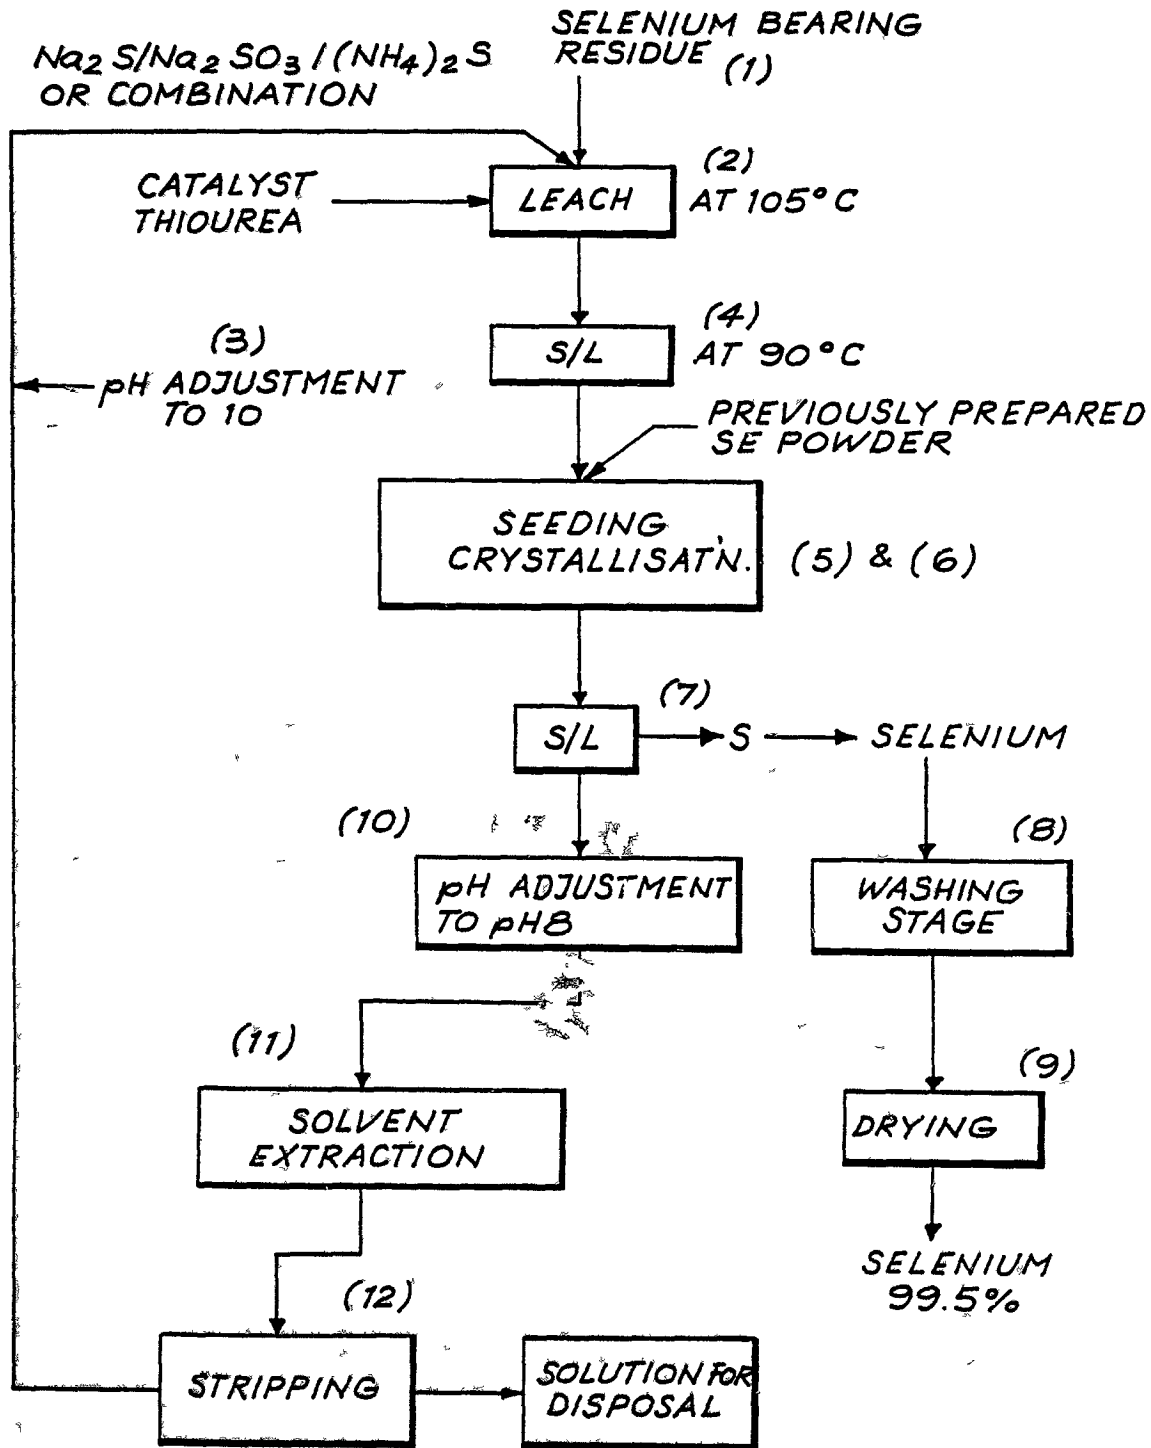 SELENIUM BEARING
RESIDUE (1)
Na2 S/Na2 SO3 / (NH4)2 S
OR COMBINATION
(2)
CATALYST
THIOUREA
LEACH
AT 105°C
(4)
S/L
AT 90°C
(3)
pH ADJUSTMENT
TO 10
PREVIOUSLY PREPARED
SE POWDER
SEEDING
CRYSTALLISAT'N.
(5) & (6)
(7)
S/L
S
SELENIUM
(10)
pH ADJUSTMENT
TO pH8
(8)
WASHING
STAGE
(11)
SOLVENT
EXTRACTION
(9)
DRYING
SELENIUM
99.5%
(12)
STRIPPING
SOLUTION FOR
DISPOSAL